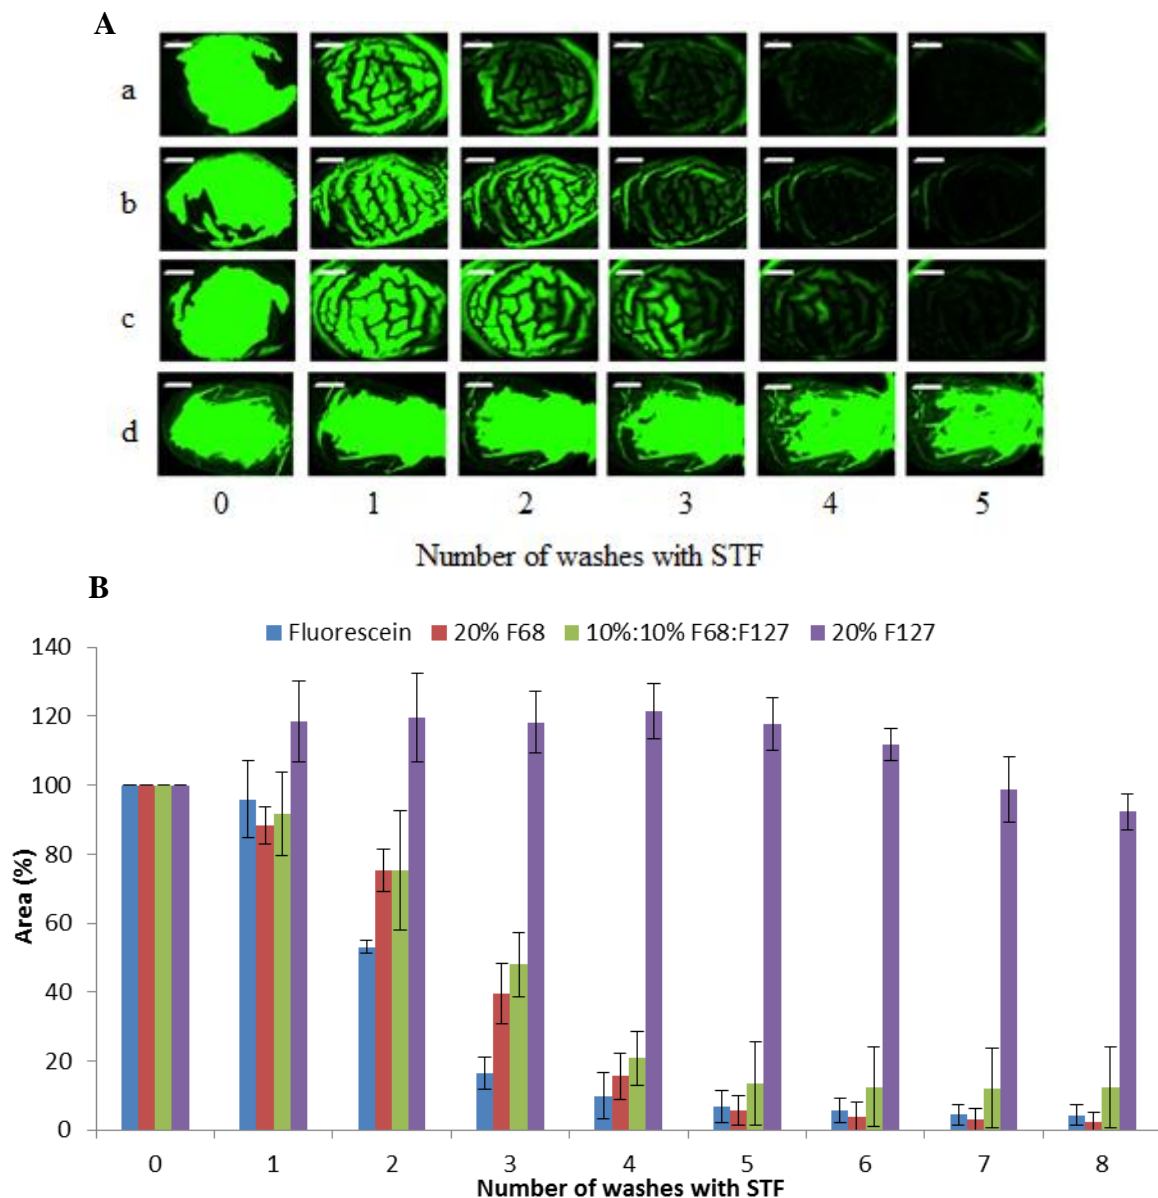 A
a
b
c
d
0 1 2 3 4 5
Number of washes with STF
B
Fluorescein 20% F68 10%:10% F68:F127 20% F127
140
120
100
80
60
40
20
0
Area (%)
0 1 2 3 4 5 6 7 8
Number of washes with STF